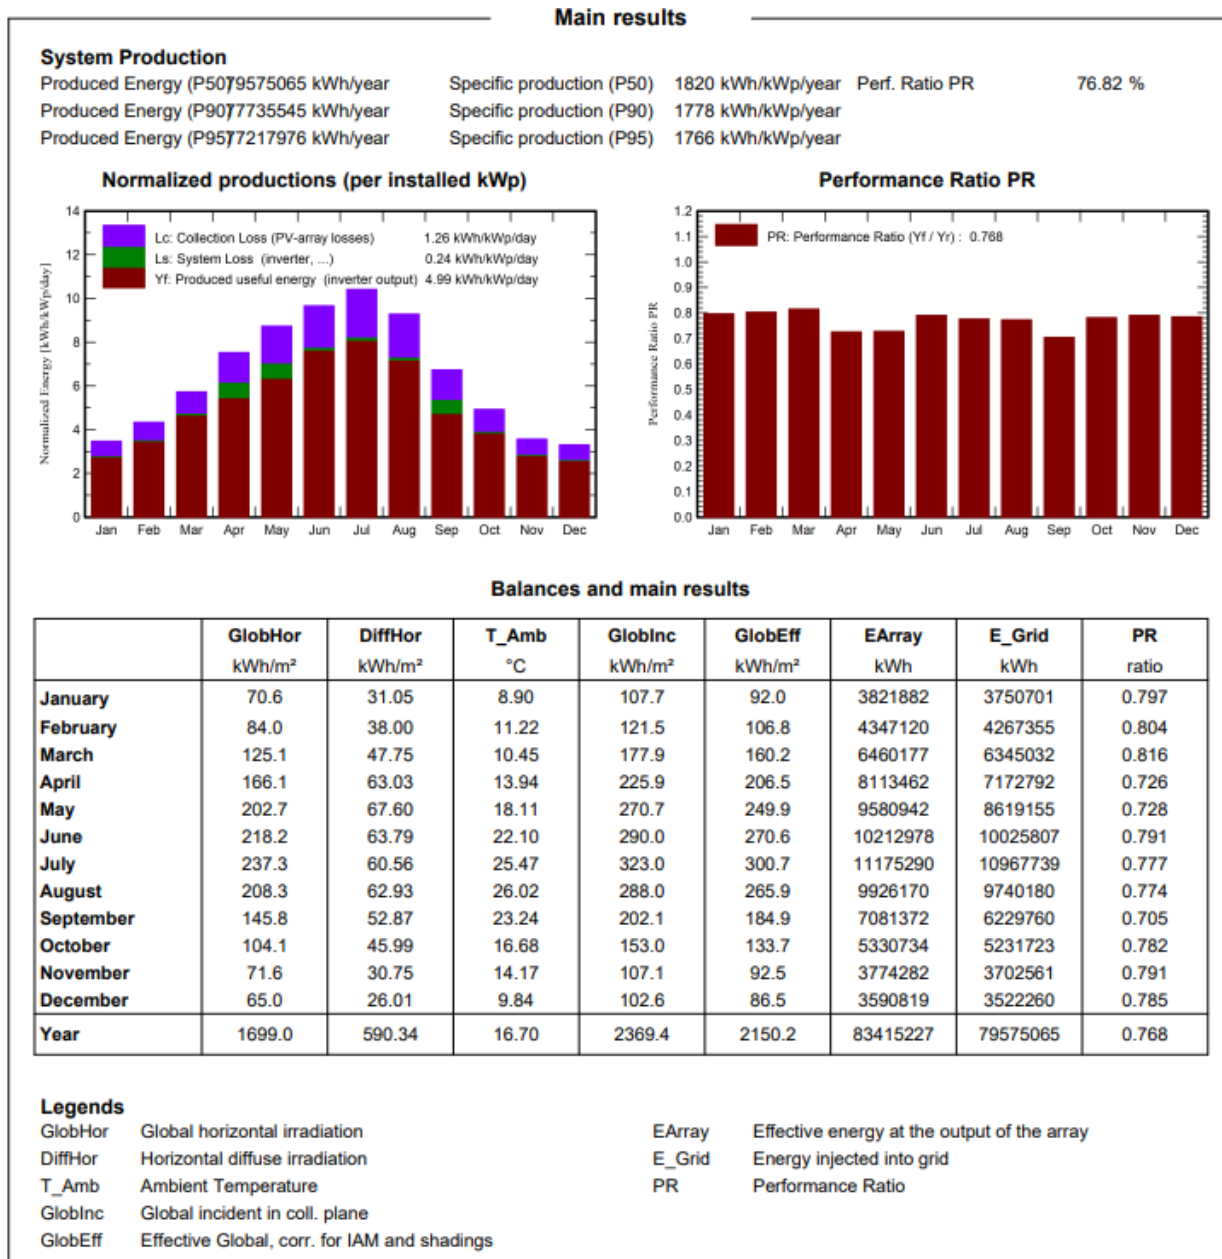 Main results
System Production
Produced Energy (P50) 79575065 kWh/year Specific production (P50) 1820 kWh/kWp/year Perf. Ratio PR 76.82 %
Produced Energy (P90) 77735545 kWh/year Specific production (P90) 1778 kWh/kWp/year
Produced Energy (P95) 77217976 kWh/year Specific production (P95) 1766 kWh/kWp/year
Normalized productions (per installed kWp)
Normalized Energy [kWh/kWp/day]
14
12
10
8
6
4
2
0
Lc: Collection Loss (PV-array losses) 1.26 kWh/kWp/day
Ls: System Loss (inverter, ...) 0.24 kWh/kWp/day
Yf: Produced useful energy (inverter output) 4.99 kWh/kWp/day
Jan Feb Mar Apr May Jun Jul Aug Sep Oct Nov Dec
Performance Ratio PR
Performance Ratio PR
1.2
1.1
1.0
0.9
0.8
0.7
0.6
0.5
0.4
0.3
0.2
0.1
0.0
PR: Performance Ratio (Yf / Yr) : 0.768
Jan Feb Mar Apr May Jun Jul Aug Sep Oct Nov Dec
Balances and main results
GlobHor DiffHor T_Amb GlobInc GlobEff EArray E_Grid PR
kWh/m² kWh/m² °C kWh/m² kWh/m² kWh kWh ratio
January 70.6 31.05 8.90 107.7 92.0 3821882 3750701 0.797
February 84.0 38.00 11.22 121.5 106.8 4347120 4267355 0.804
March 125.1 47.75 10.45 177.9 160.2 6460177 6345032 0.816
April 166.1 63.03 13.94 225.9 206.5 8113462 7172792 0.726
May 202.7 67.60 18.11 270.7 249.9 9580942 8619155 0.728
June 218.2 63.79 22.10 290.0 270.6 10212978 10025807 0.791
July 237.3 60.56 25.47 323.0 300.7 11175290 10967739 0.777
August 208.3 62.93 26.02 288.0 265.9 9926170 9740180 0.774
September 145.8 52.87 23.24 202.1 184.9 7081372 6229760 0.705
October 104.1 45.99 16.68 153.0 133.7 5330734 5231723 0.782
November 71.6 30.75 14.17 107.1 92.5 3774282 3702561 0.791
December 65.0 26.01 9.84 102.6 86.5 3590819 3522260 0.785
Year 1699.0 590.34 16.70 2369.4 2150.2 83415227 79575065 0.768
Legends
GlobHor Global horizontal irradiation EArray Effective energy at the output of the array
DiffHor Horizontal diffuse irradiation E_Grid Energy injected into grid
T_Amb Ambient Temperature PR Performance Ratio
GlobInc Global incident in coll. plane
GlobEff Effective Global, corr. for IAM and shadings